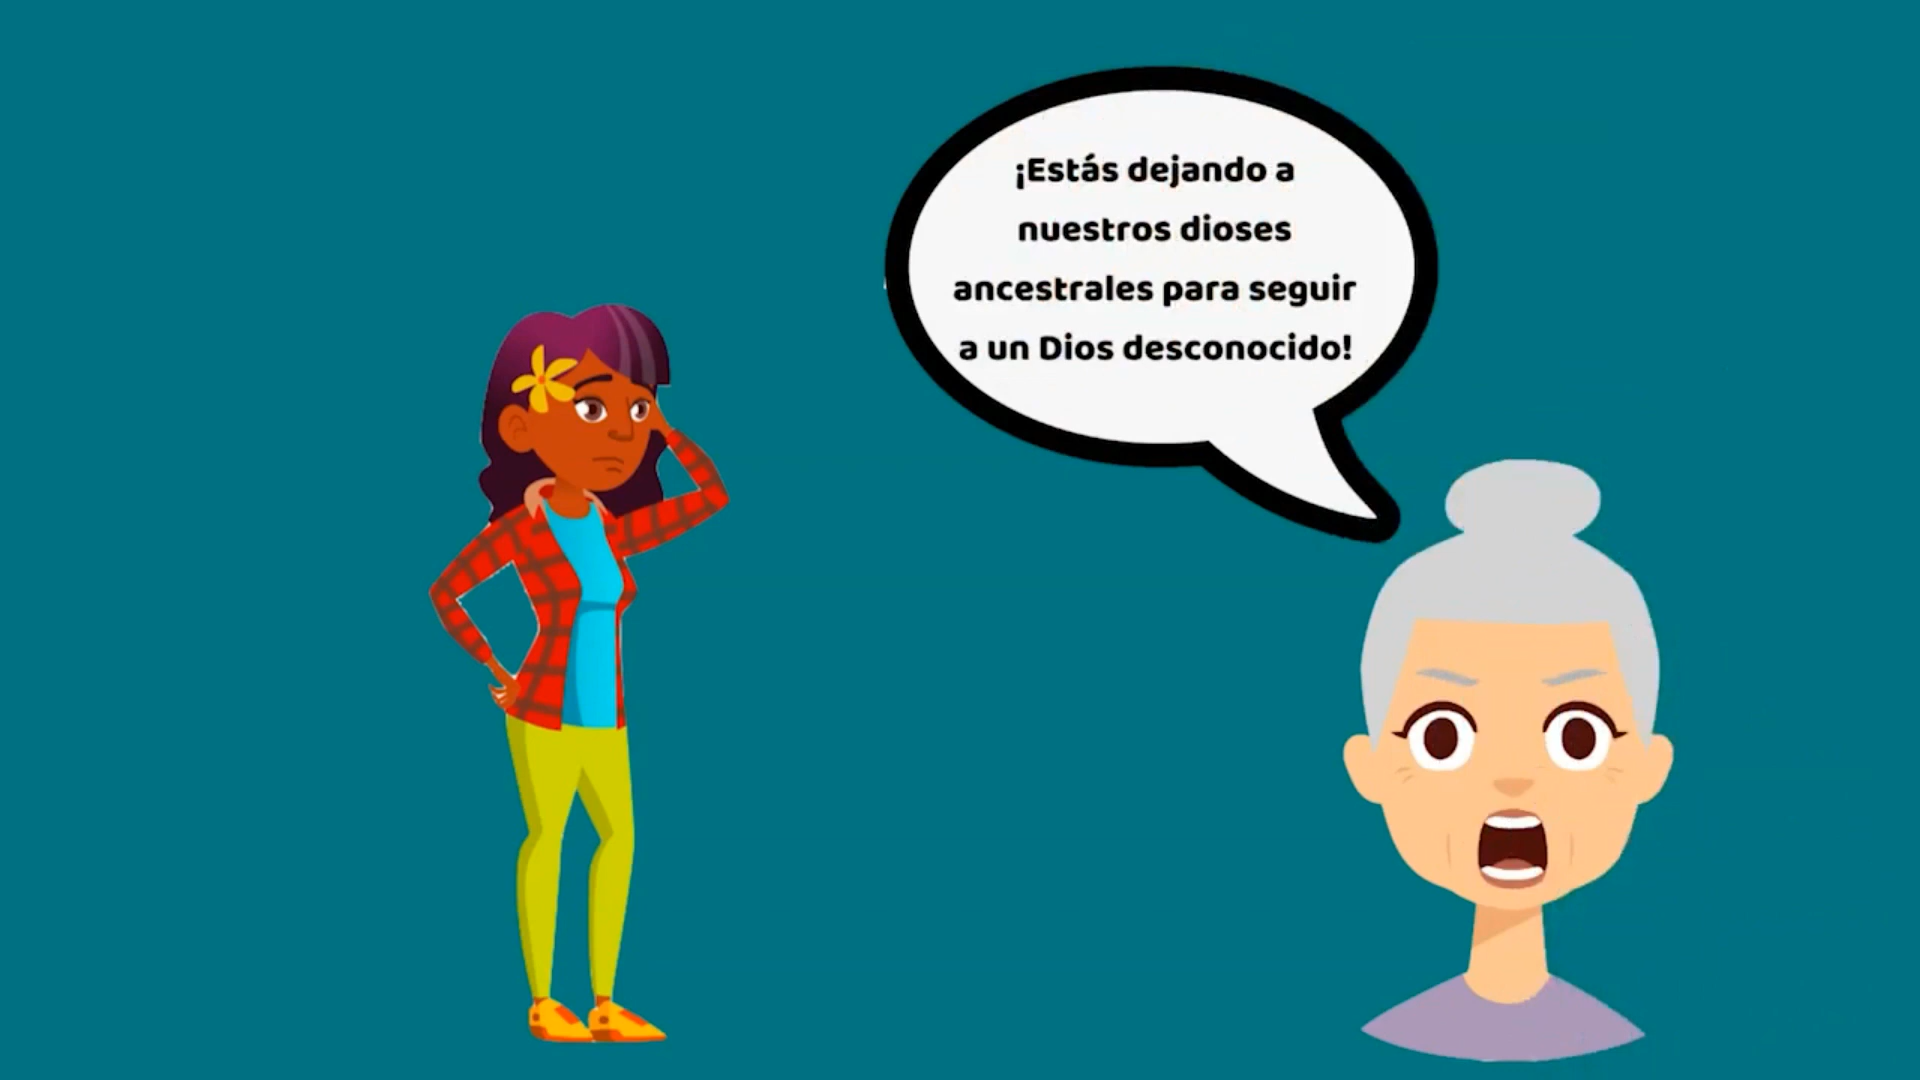 ¡Estás dejando a
nuestros dioses
ancestrales para seguir
a un Dios desconocido!